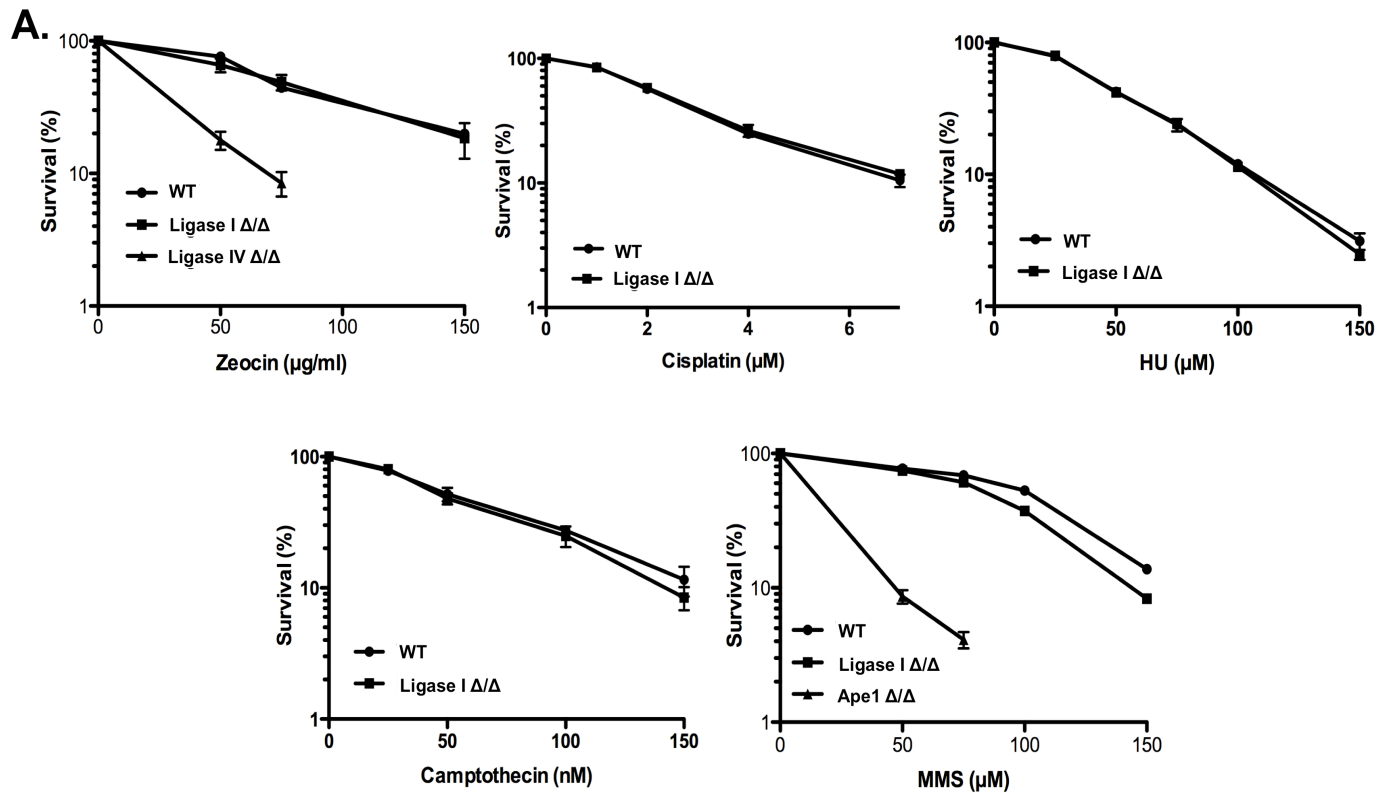 A.
100
10
1
0
50
100
150
Survival (%)
Zeocin (µg/ml)
WT
Ligase I Δ/Δ
Ligase IV Δ/Δ
100
10
1
0
2
4
6
Survival (%)
Cisplatin (µM)
WT
Ligase I Δ/Δ
100
10
1
0
50
100
150
Survival (%)
HU (µM)
WT
Ligase I Δ/Δ
100
10
1
0
50
100
150
Survival (%)
Camptothecin (nM)
WT
Ligase I Δ/Δ
100
10
1
0
50
100
150
Survival (%)
MMS (µM)
WT
Ligase I Δ/Δ
Ape1 Δ/Δ